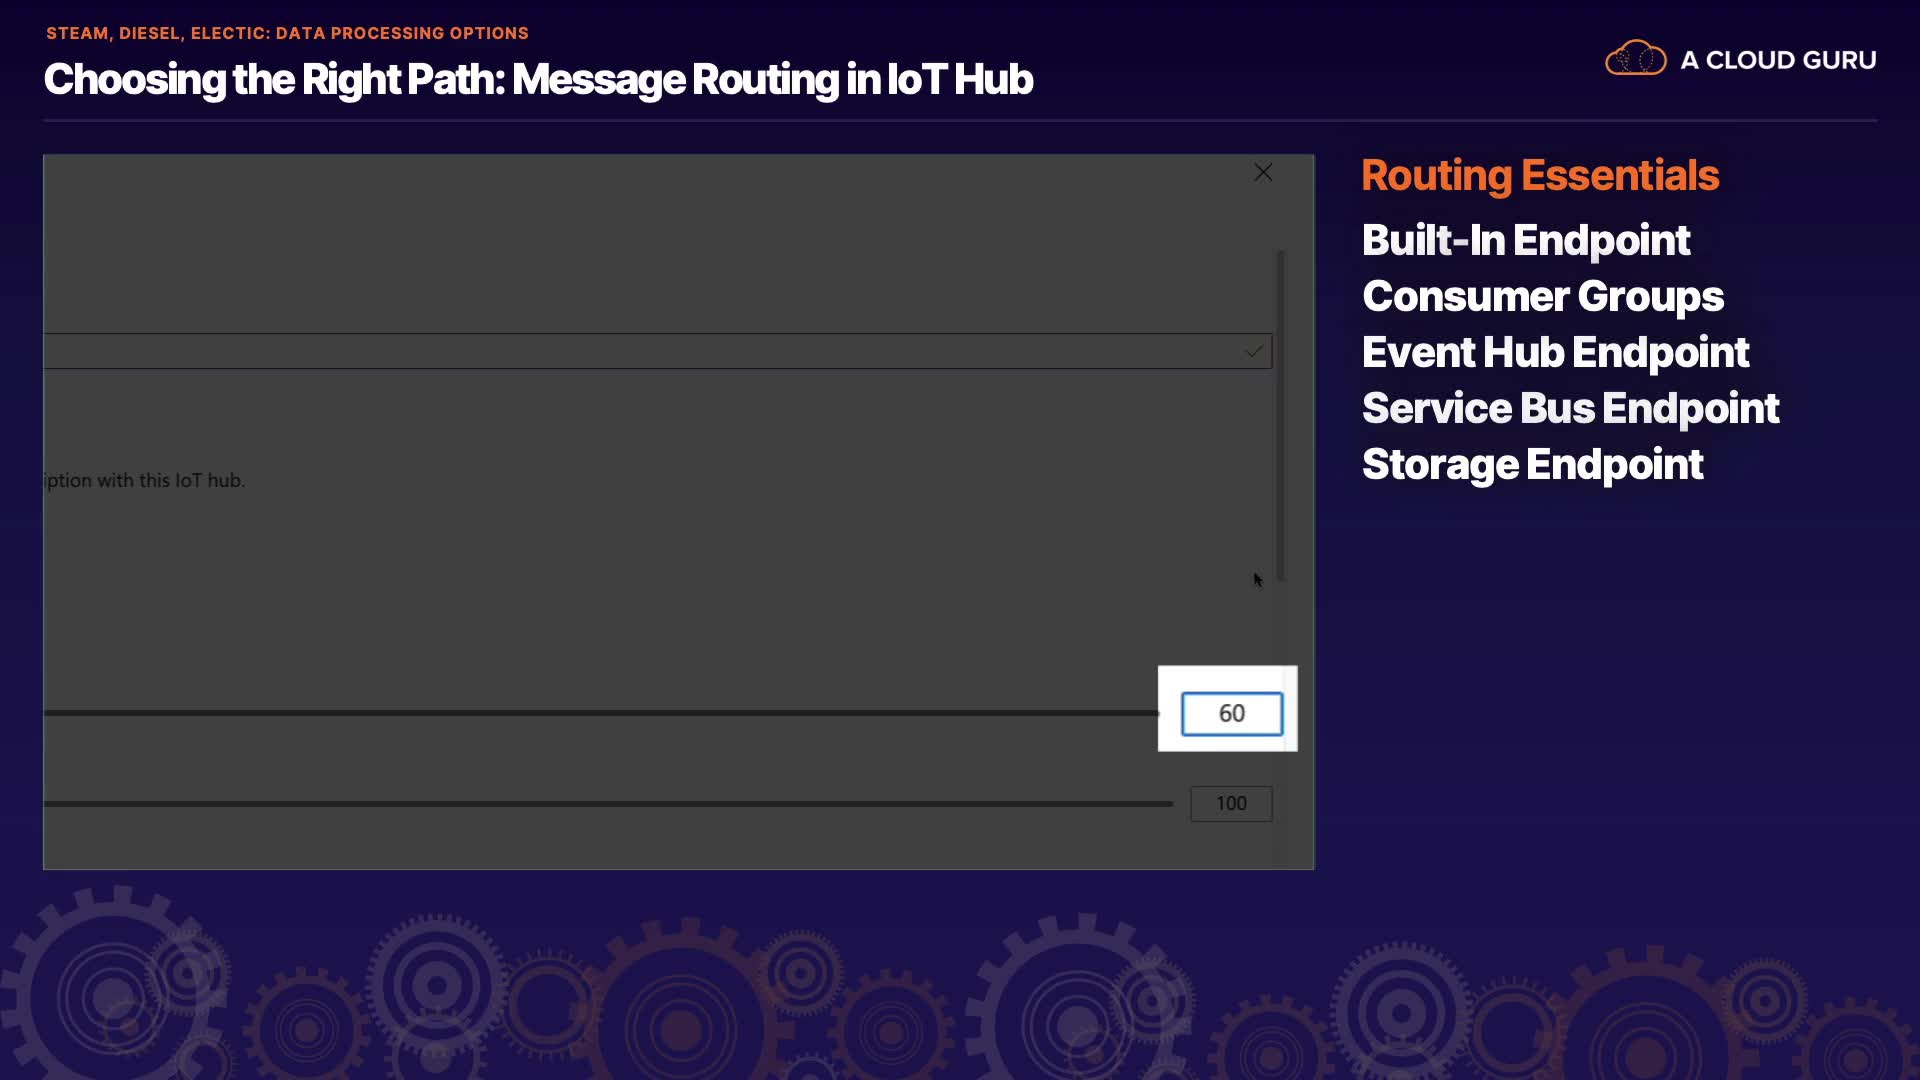 STEAM, DIESEL, ELECTIC: DATA PROCESSING OPTIONS
Choosing the Right Path: Message Routing in IoT Hub
A CLOUD GURU
iption with this IoT hub.
60
100
Routing Essentials
Built-In Endpoint
Consumer Groups
Event Hub Endpoint
Service Bus Endpoint
Storage Endpoint